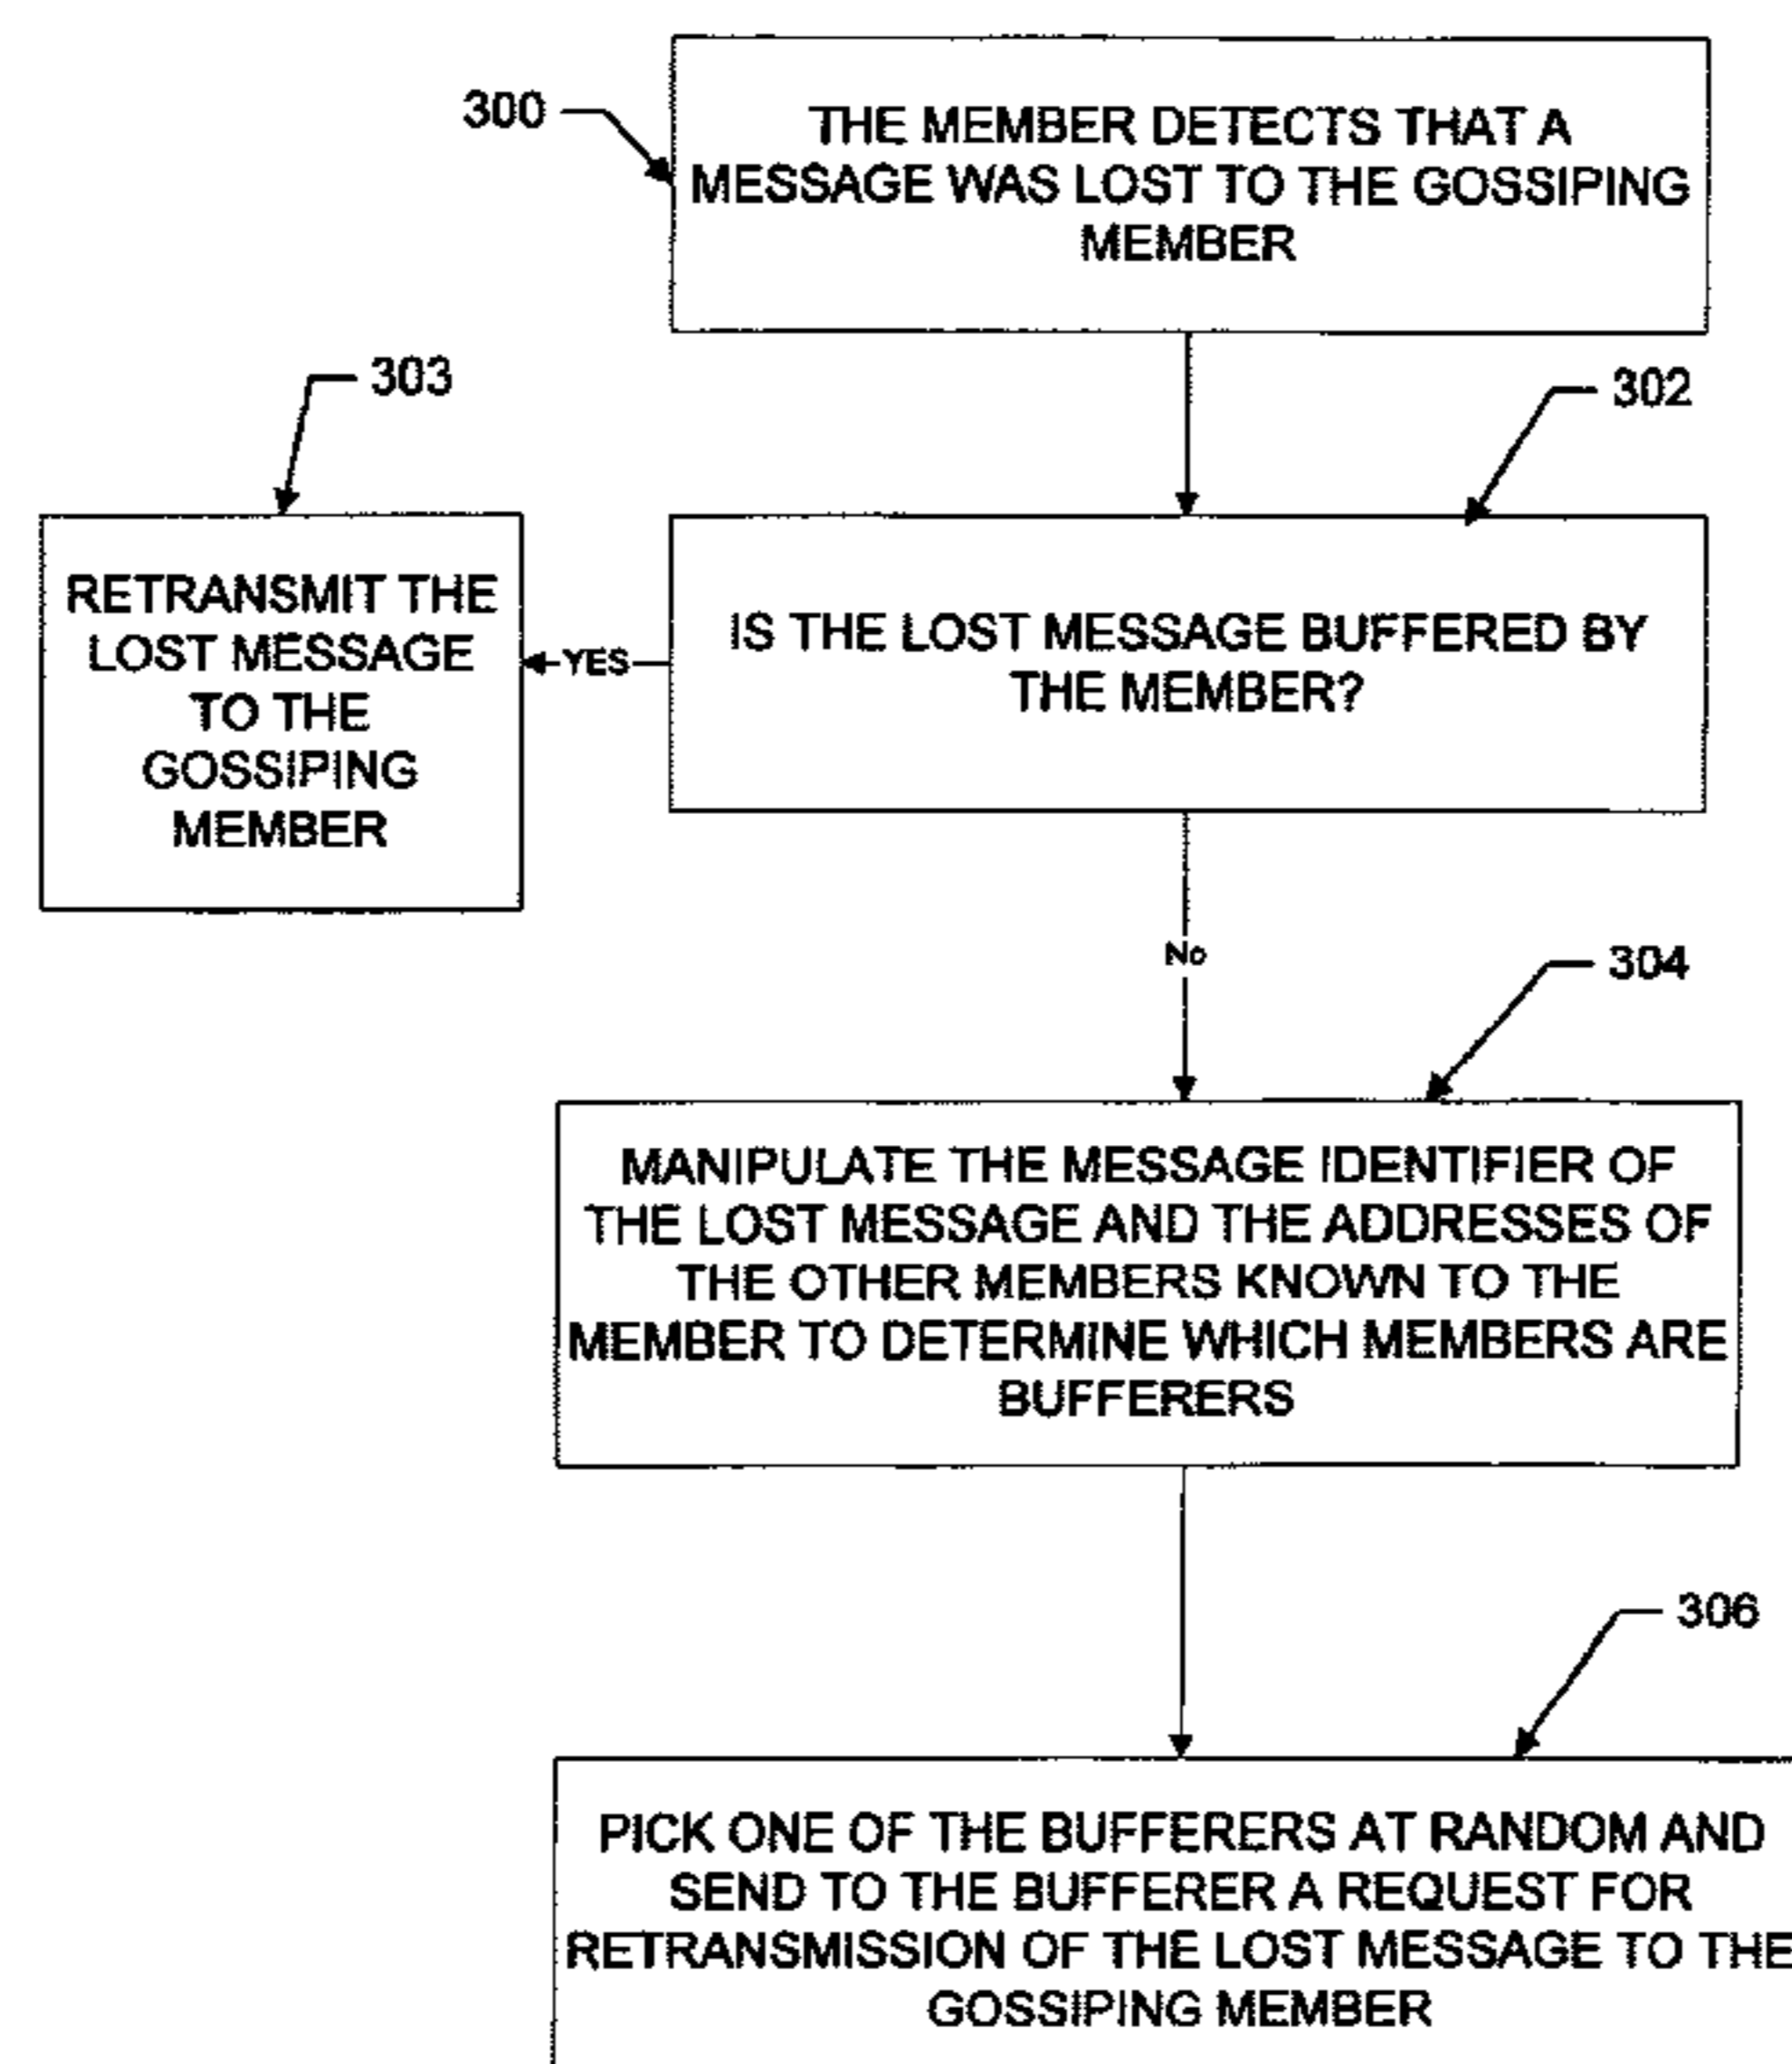 300
THE MEMBER DETECTS THAT A
MESSAGE WAS LOST TO THE GOSSIPING
MEMBER
303
302
RETRANSMIT THE
LOST MESSAGE
TO THE
GOSSIPING
MEMBER
YES
IS THE LOST MESSAGE BUFFERED BY
THE MEMBER?
No
304
MANIPULATE THE MESSAGE IDENTIFIER OF
THE LOST MESSAGE AND THE ADDRESSES OF
THE OTHER MEMBERS KNOWN TO THE
MEMBER TO DETERMINE WHICH MEMBERS ARE
BUFFERERS
306
PICK ONE OF THE BUFFERERS AT RANDOM AND
SEND TO THE BUFFERER A REQUEST FOR
RETRANSMISSION OF THE LOST MESSAGE TO THE
GOSSIPING MEMBER